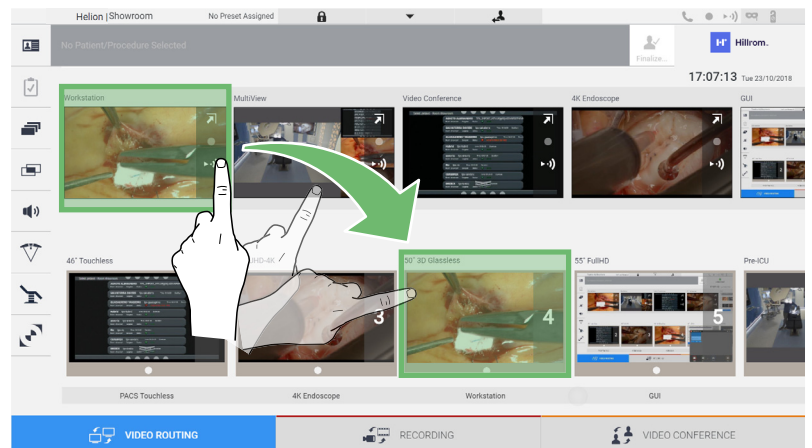 Helion | Showroom
No Preset Assigned
No Patient/Procedure Selected
Finalize...
H
Hillrom.
17:07:13 Tue 23/10/2018
Workstation
MultiView
Video Conference
4K Endoscope
GUI
46" Touchless
HD-4K
50" 3D Glassless
55" FullHD
Pre-ICU
3
4
5
PACS Touchless
4K Endoscope
Workstation
GUI
VIDEO ROUTING
RECORDING
VIDEO CONFERENCE